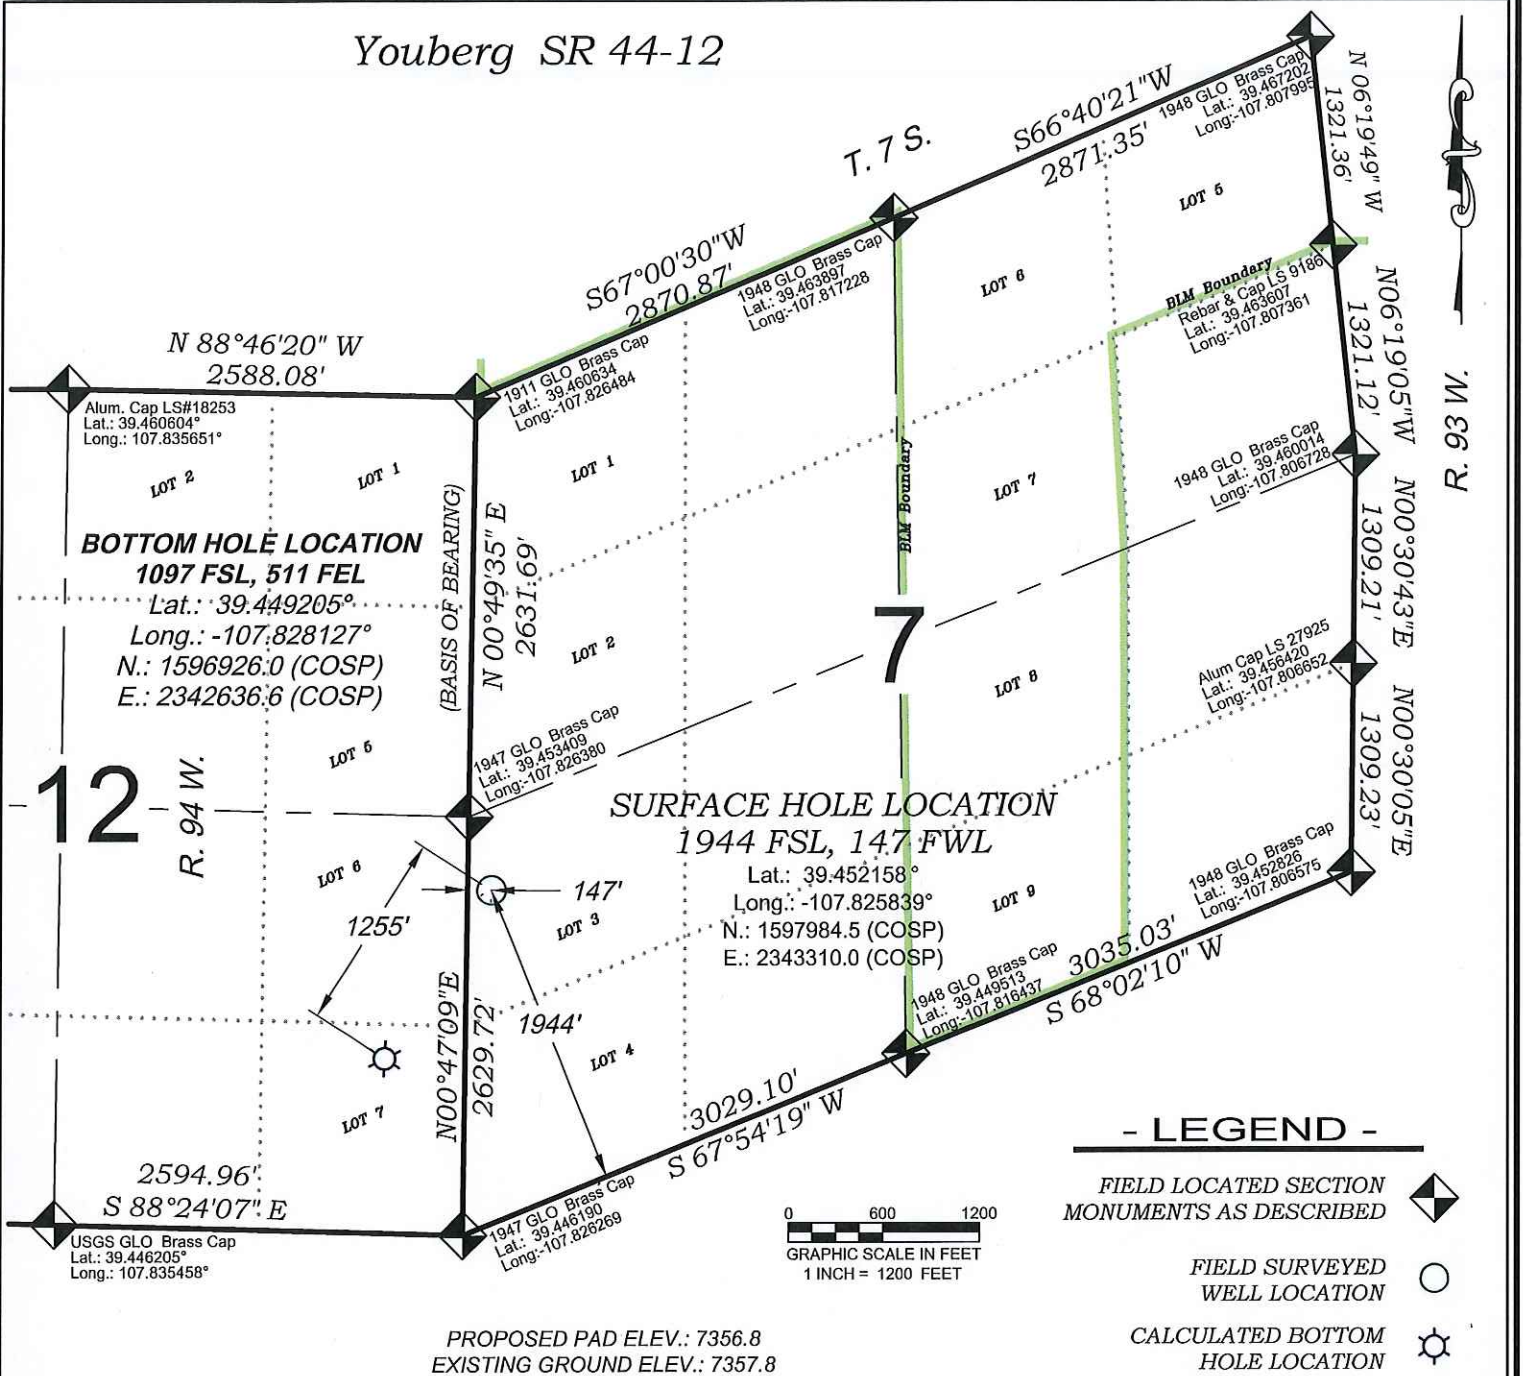 Youberg SR 44-12
T. 7 S.
S66°40'21"W
2871.35'
1948 GLO Brass Cap
Lat.: 39.467202
Long:-107.807995
N 06°19'49" W
1321.36'
LOT 5
S67°00'30"W
2870.87'
1948 GLO Brass Cap
Lat.: 39.463897
Long:-107.817228
LOT 6
BLM Boundary
Rebar & Cap LS 9186
Lat.: 39.463607
Long:-107.807361
N06°19'05"W
1321.12'
R. 93 W.
N 88°46'20" W
2588.08'
Alum. Cap LS#18253
Lat.: 39.460604°
Long.: 107.835651°
1911 GLO Brass Cap
Lat.: 39.460634
Long:-107.826484
LOT 2
LOT 1
LOT 1
BLM Boundary
LOT 7
1948 GLO Brass Cap
Lat.: 39.460014
Long:-107.806728
N00°30'43"E
1309.21'
BOTTOM HOLE LOCATION
1097 FSL, 511 FEL
Lat.: 39.449205°
Long.: -107.828127°
N.: 1596926.0 (COSP)
E.: 2342636.6 (COSP)
(BASIS OF BEARING)
N 00°49'35" E
2631.69'
LOT 2
7
LOT 8
Alum Cap LS 27925
Lat.: 39.456420
Long:-107.806652
N00°30'05"E
1309.23'
LOT 5
1947 GLO Brass Cap
Lat.: 39.453409
Long:-107.826380
12
R. 94 W.
SURFACE HOLE LOCATION
1944 FSL, 147 FWL
Lat.: 39.452158°
Long.: -107.825839°
N.: 1597984.5 (COSP)
E.: 2343310.0 (COSP)
LOT 6
1255'
147'
LOT 3
LOT 9
1948 GLO Brass Cap
Lat.: 39.452826
Long:-107.806575
1948 GLO Brass Cap
Lat.: 39.449513
Long:-107.816437
3035.03'
S 68°02'10" W
N00°47'09"E
2629.72'
1944'
LOT 4
LOT 7
3029.10'
S 67°54'19" W
2594.96'
S 88°24'07" E
USGS GLO Brass Cap
Lat.: 39.446205°
Long.: 107.835458°
1947 GLO Brass Cap
Lat.: 39.446190
Long:-107.826269
0 600 1200
GRAPHIC SCALE IN FEET
1 INCH = 1200 FEET
- LEGEND -
FIELD LOCATED SECTION
MONUMENTS AS DESCRIBED
FIELD SURVEYED
WELL LOCATION
CALCULATED BOTTOM
HOLE LOCATION
PROPOSED PAD ELEV.: 7356.8
EXISTING GROUND ELEV.: 7357.8